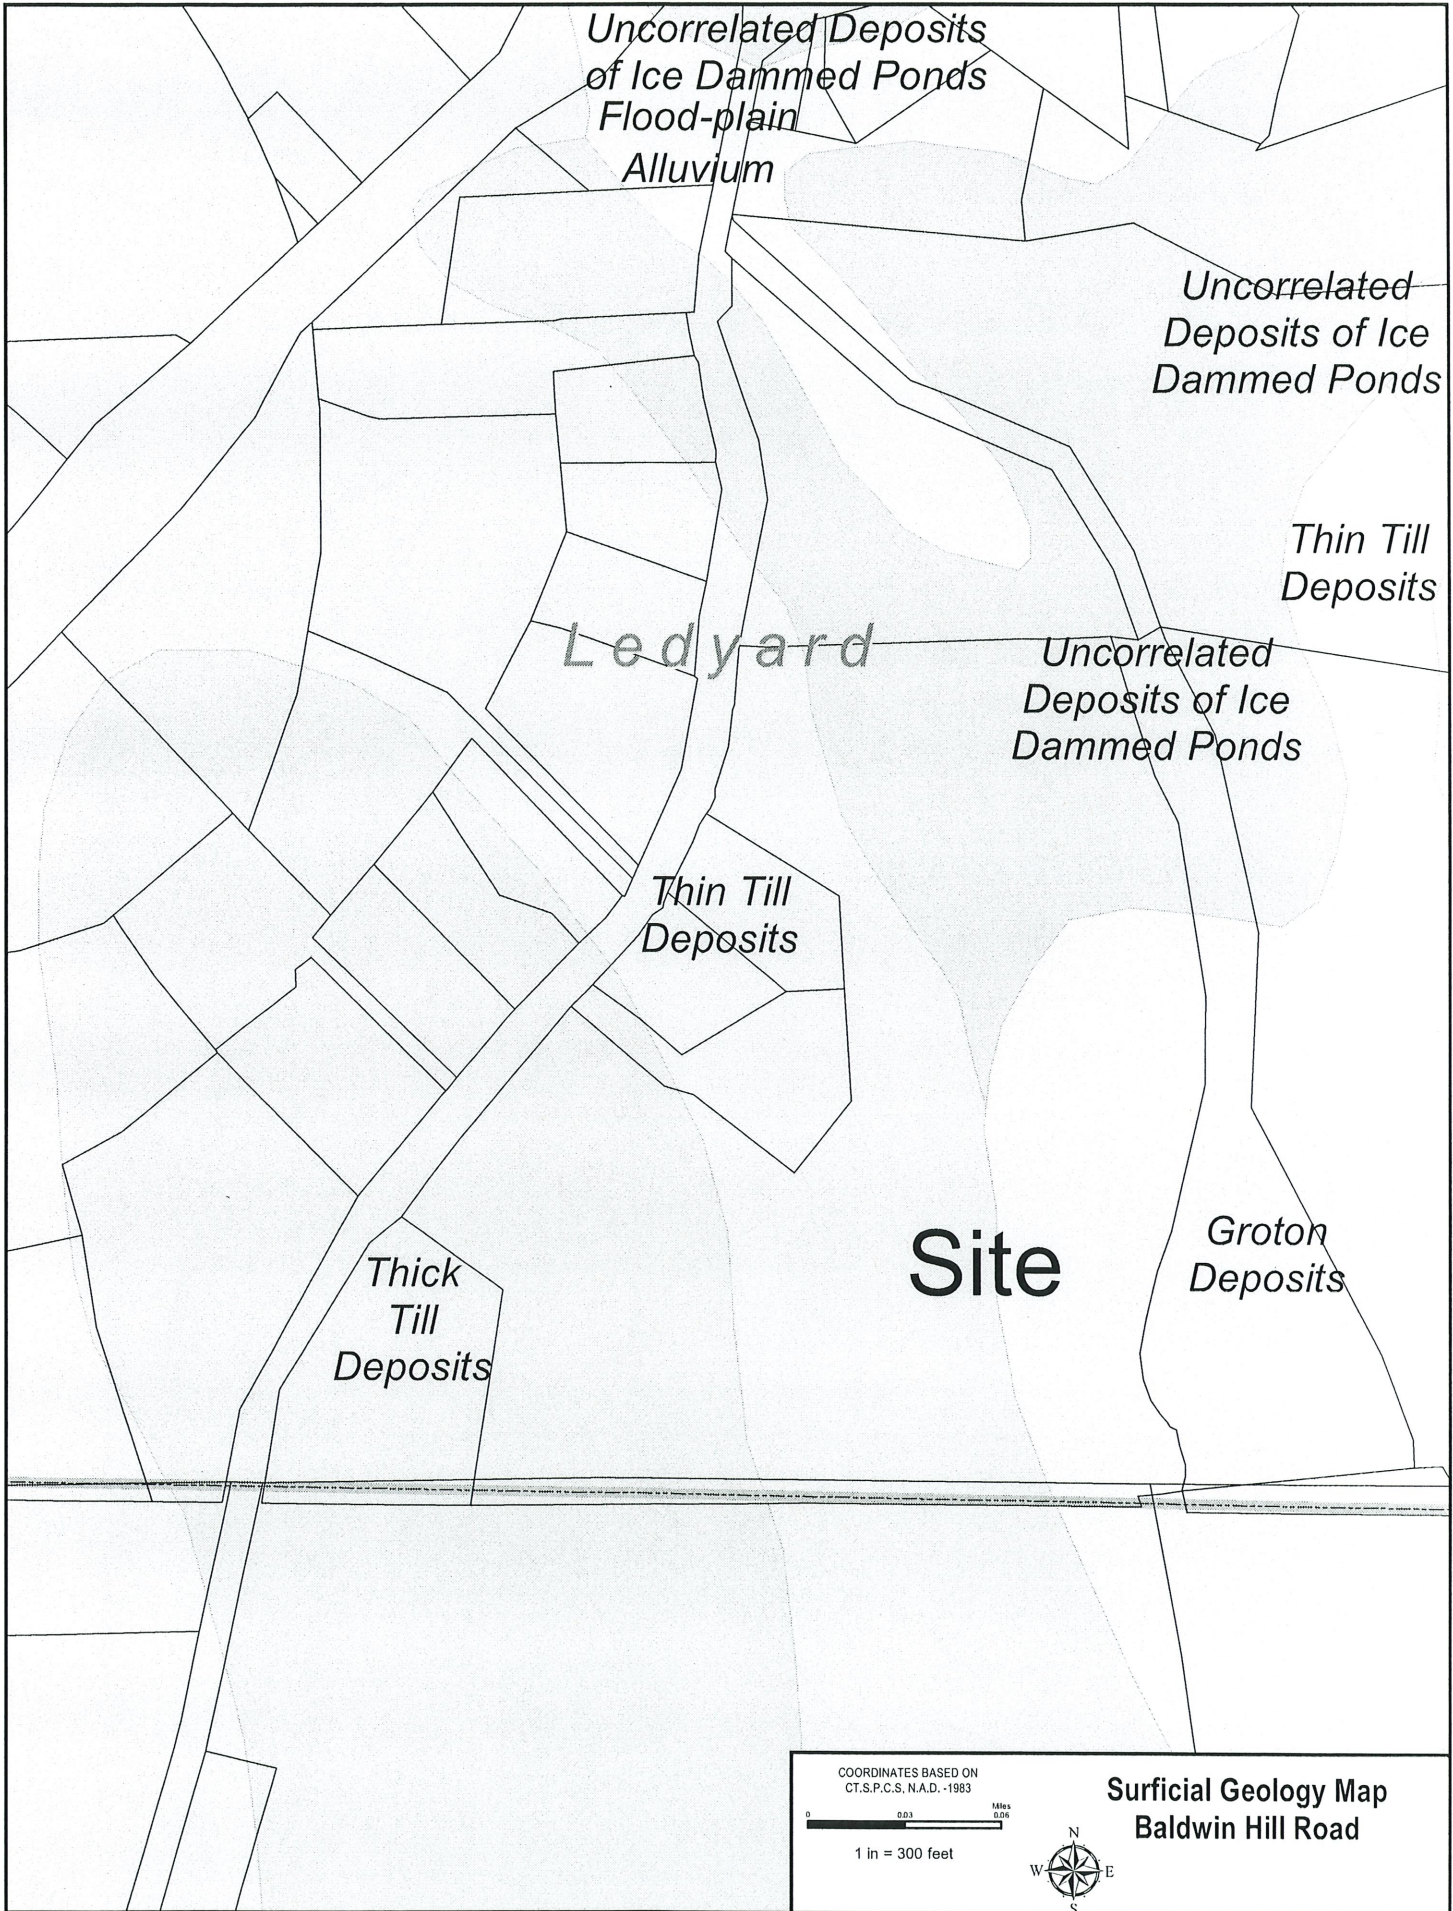 Uncorrelated Deposits
of Ice Dammed Ponds
Flood-plain
Alluvium
Uncorrelated
Deposits of Ice
Dammed Ponds
Thin Till
Deposits
Ledyard
Uncorrelated
Deposits of Ice
Dammed Ponds
Thin Till
Deposits
Site
Groton
Deposits
Thick
Till
Deposits
COORDINATES BASED ON
CT.S.P.C.S, N.A.D. -1983
Miles
0 0.03 0.06
1 in = 300 feet
N
W E
S
Surficial Geology Map
Baldwin Hill Road